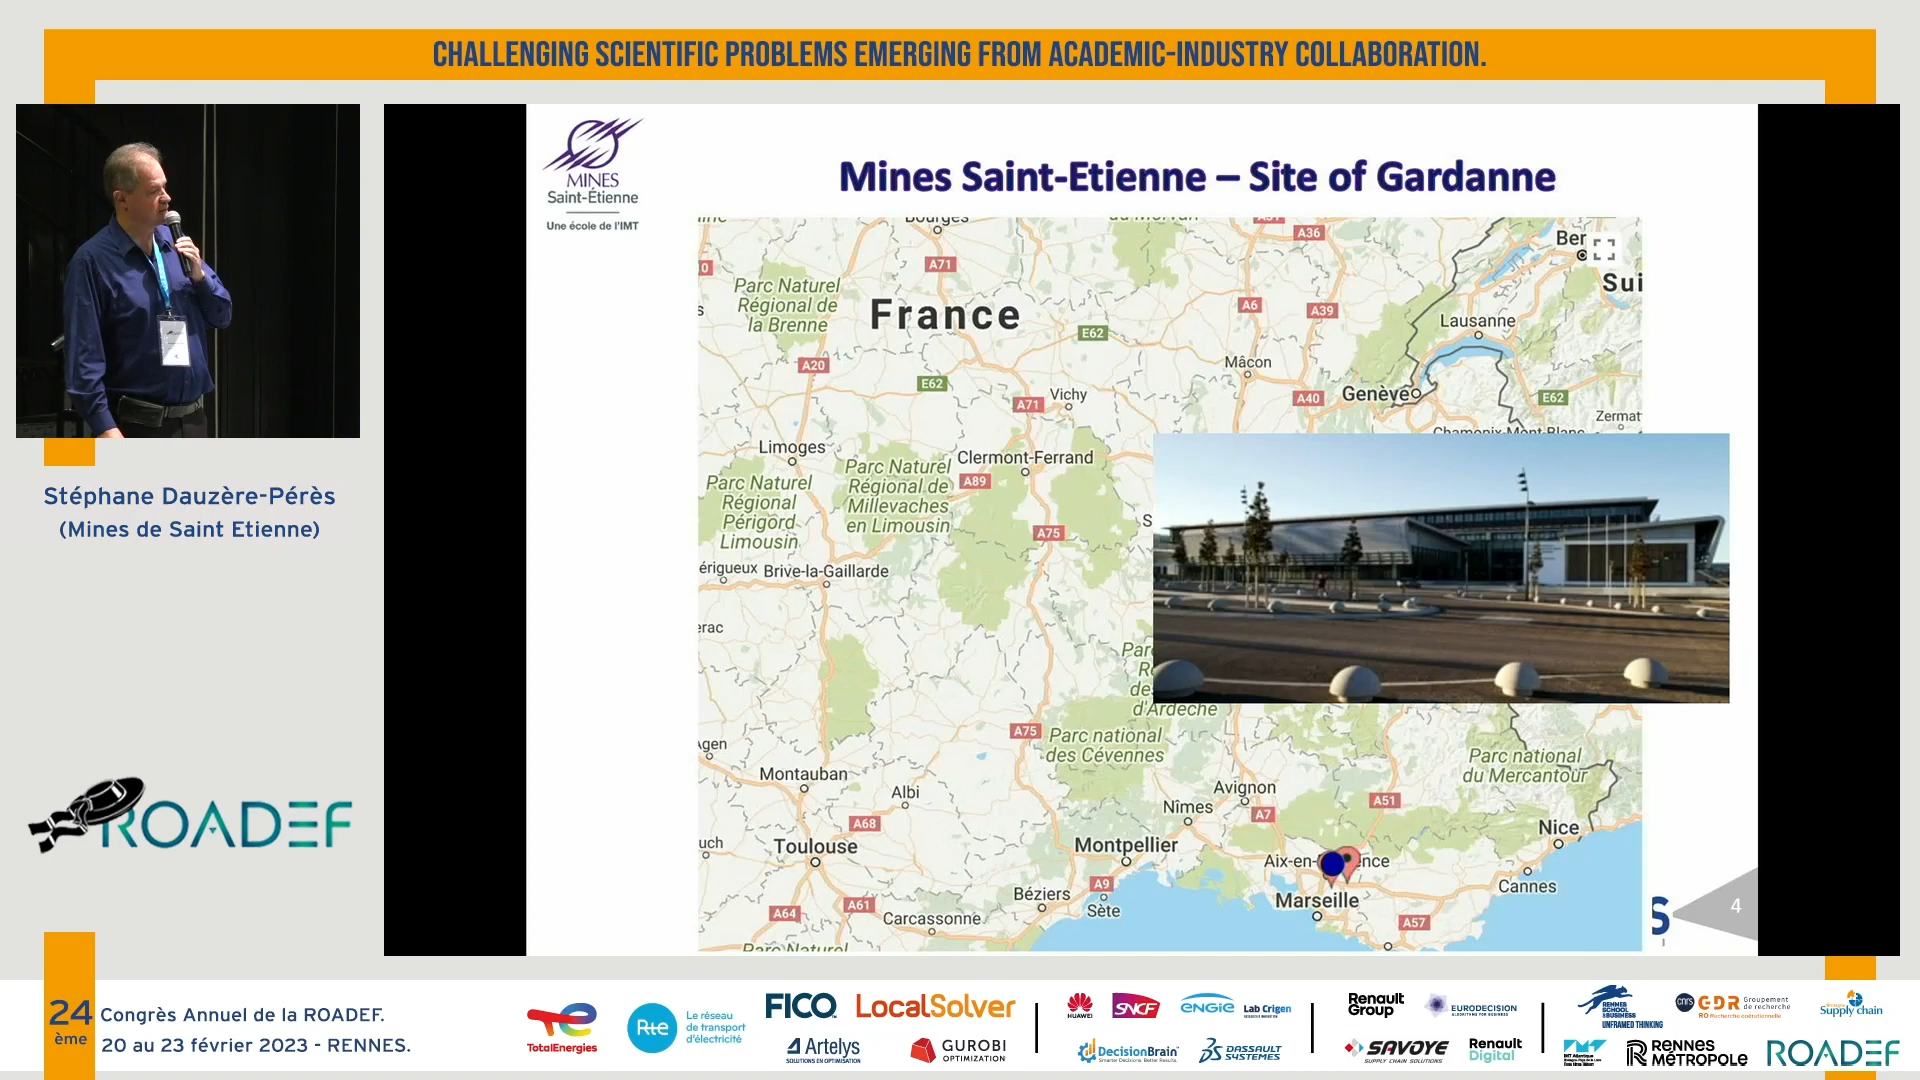 CHALLENGING SCIENTIFIC PROBLEMS EMERGING FROM ACADEMIC-INDUSTRY COLLABORATION.
Stéphane Dauzère-Pérès
(Mines de Saint Etienne)
ROADEF
MINES
Saint-Étienne
Une école de l'IMT
Mines Saint-Etienne – Site of Gardanne
Bourges
A36
Ber
A71
Sui
Parc Naturel
Régional de
la Brenne
France
A6
A39
Lausanne
E62
A20
Mâcon
E62
Genève
A40
E62
A71
Vichy
Zermat
Chamonix-Mont-Blanc
Limoges
Clermont-Ferrand
Parc Naturel
Régional de
Millevaches
en Limousin
A89
Parc Naturel
Régional
Périgord
Limousin
A75
érigueux
Brive-la-Gaillarde
erac
d'Ardèche
A75
Parc national
des Cévennes
Parc national
du Mercantour
Agen
Montauban
Albi
Avignon
Nîmes
A7
A51
A68
Nice
uch
Toulouse
Montpellier
Aix-en-
ence
Cannes
Béziers
A9
Sète
Marseille
A64
A61
Carcassonne
A57
Parc Naturel
S
4
24
ème
Congrès Annuel de la ROADEF.
20 au 23 février 2023 - RENNES.
TotalEnergies
Rte
Le réseau
de transport
d'électricité
FICO
LocalSolver
Artelys
SOLUTIONS EN OPTIMISATION
GUROBI
OPTIMIZATION
HUAWEI
SNCF
ENGIE
Lab Crigen
DecisionBrain
DASSAULT
SYSTEMES
Renault
Group
EURODECISION
SAVOYE
SUPPLY CHAIN SOLUTIONS
Renault
Digital
RENNES
SCHOOL
OF BUSINESS
UNFRAMED THINKING
cnrs
GDR
Groupement
de recherche
RO Recherche opérationnelle
Supply chain
IMT Atlantique
RENNES
MÉTROPOLE
ROADEF